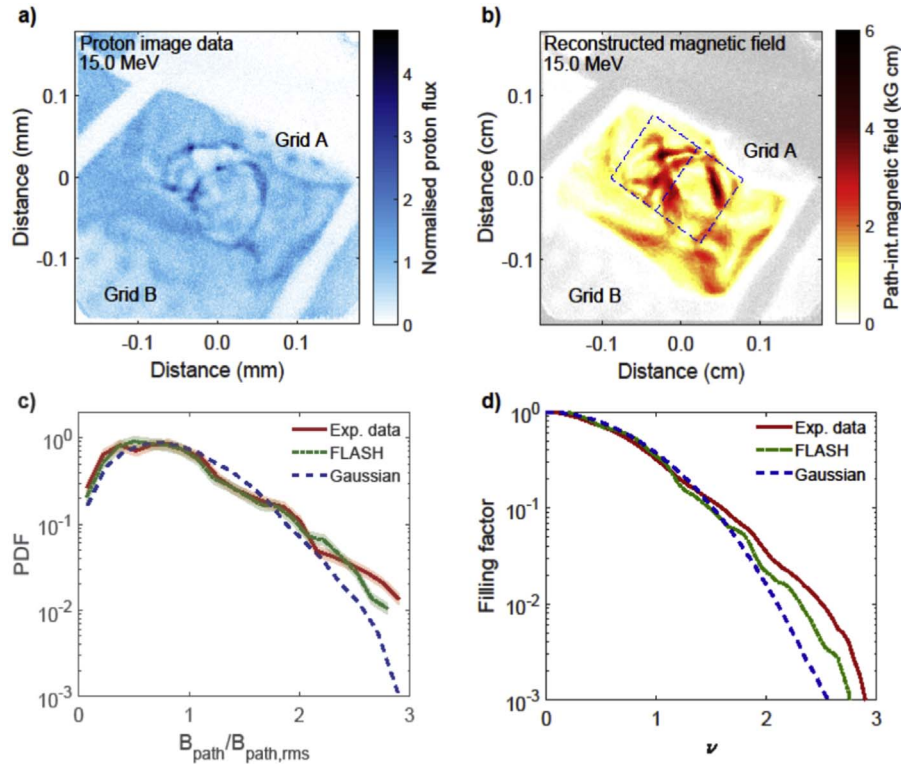 a)
Proton image data
15.0 MeV
Grid A
Grid B
0.1
0
-0.1
Distance (mm)
-0.1 0.0 0.1
Distance (mm)
4
3
2
1
0
Normalised proton flux
b)
Reconstructed magnetic field
15.0 MeV
Grid A
Grid B
0.1
0.0
-0.1
Distance (cm)
-0.1 0.0 0.1
Distance (cm)
6
4
2
0
Path-int.magnetic field (kG cm)
c)
Exp. data
FLASH
Gaussian
10⁰
10⁻¹
10⁻²
10⁻³
PDF
0 1 2 3
B_path/B_path,rms
d)
Exp. data
FLASH
Gaussian
10⁰
10⁻¹
10⁻²
10⁻³
Filling factor
0 1 2 3
ν